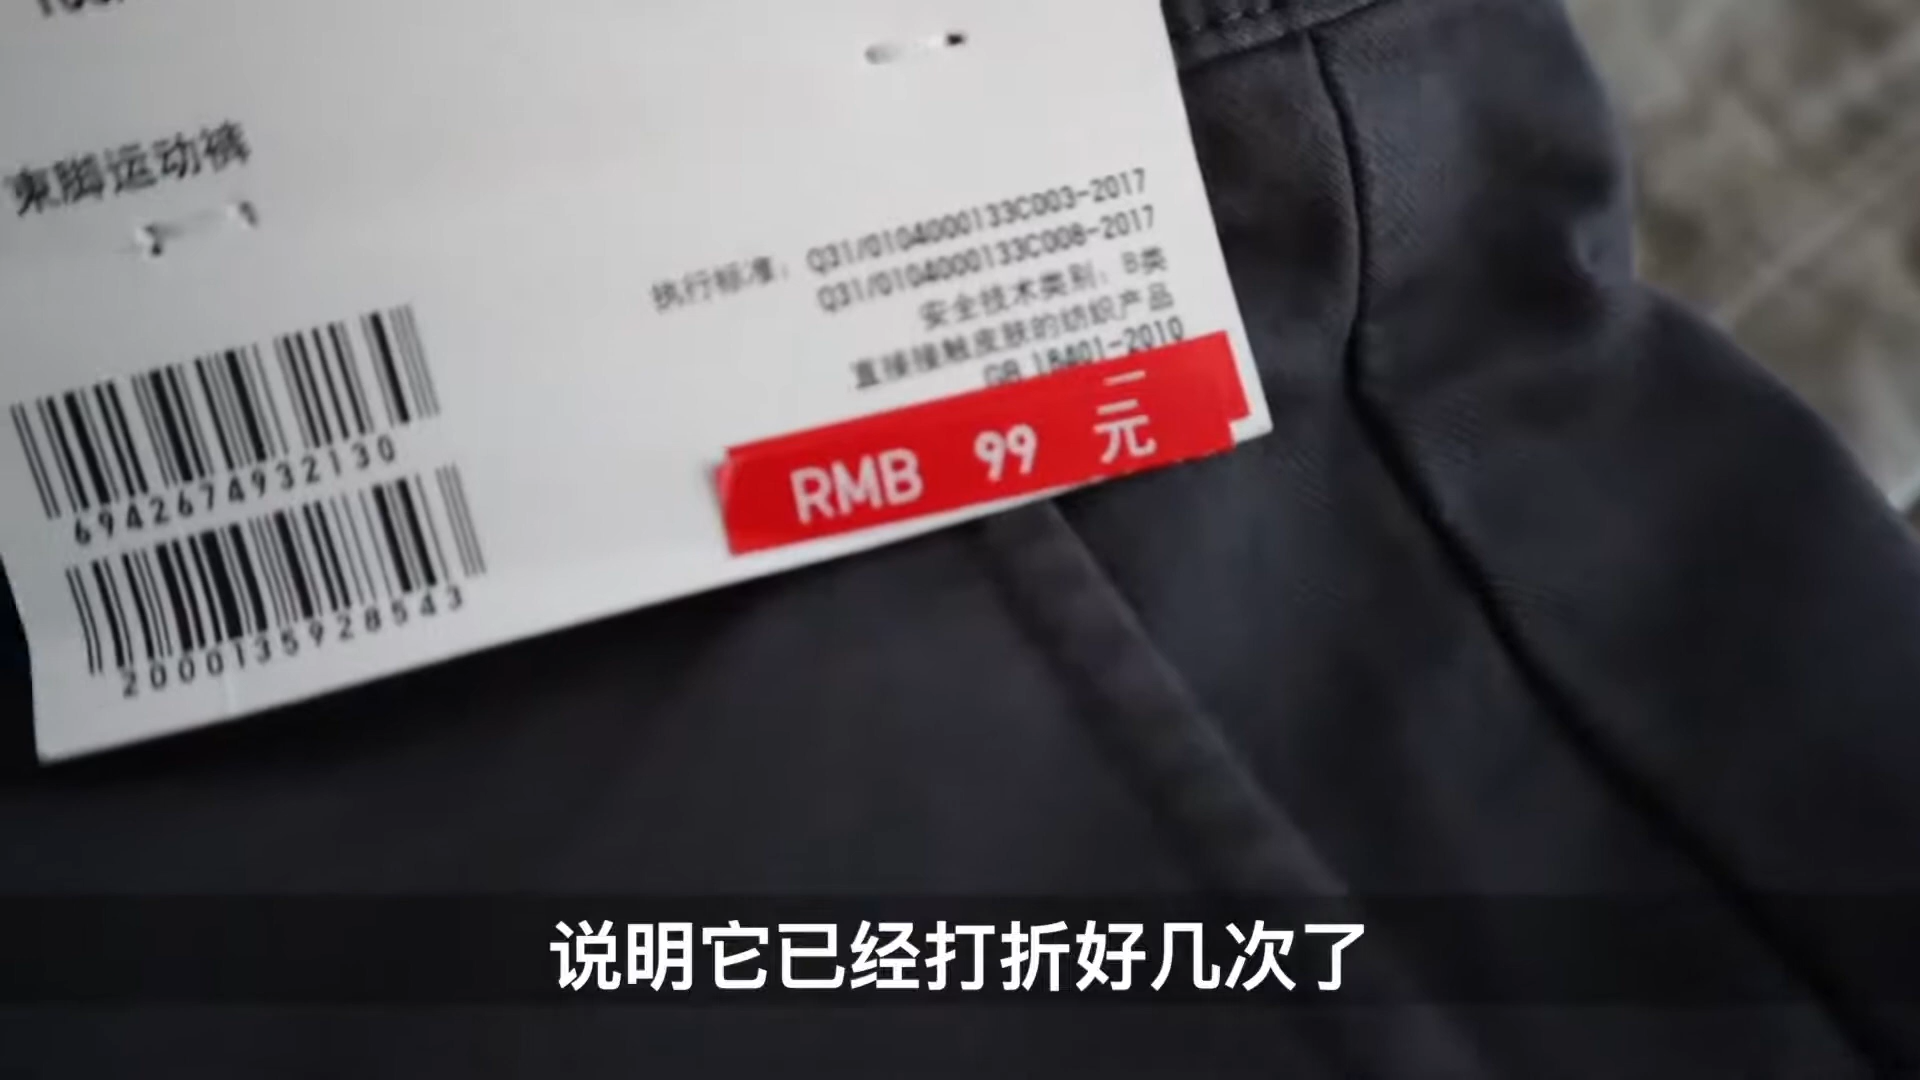 束脚运动裤
执行标准: Q31/0104000133C003-2017
Q31/0104000133C008-2017
安全技术类别: B类
直接接触皮肤的纺织产品
GB 18401-2010
RMB 99 元
6942674932130
2000135928543
说明它已经打折好几次了